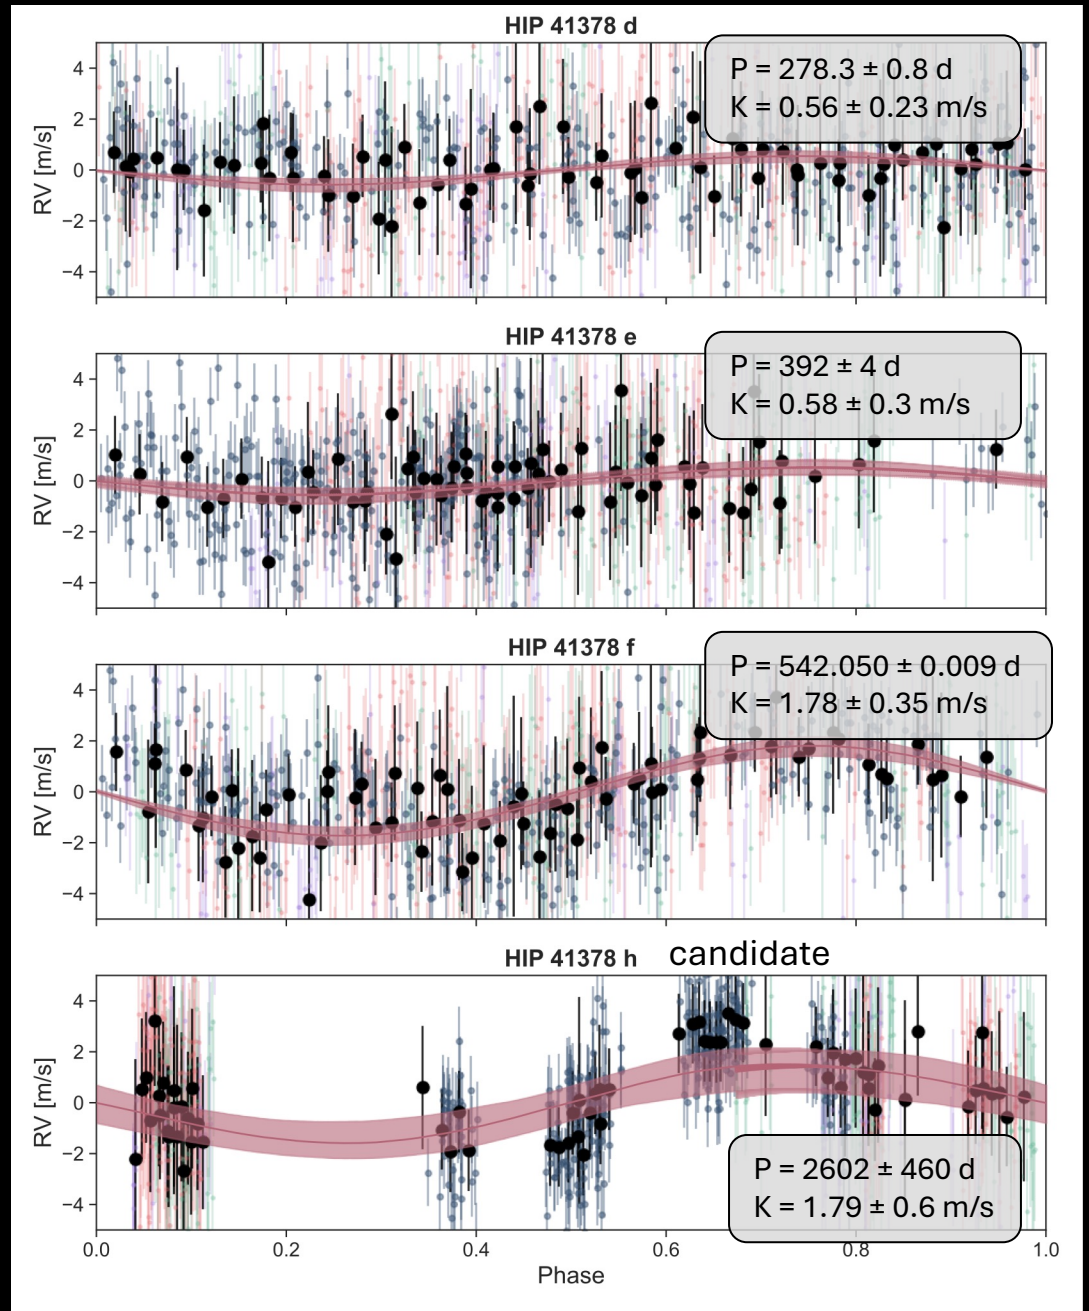 HIP 41378 d
P = 278.3 ± 0.8 d
K = 0.56 ± 0.23 m/s
RV [m/s]
4
2
0
−2
−4
HIP 41378 e
P = 392 ± 4 d
K = 0.58 ± 0.3 m/s
RV [m/s]
4
2
0
−2
−4
HIP 41378 f
P = 542.050 ± 0.009 d
K = 1.78 ± 0.35 m/s
RV [m/s]
4
2
0
−2
−4
HIP 41378 h candidate
RV [m/s]
4
2
0
−2
−4
P = 2602 ± 460 d
K = 1.79 ± 0.6 m/s
0.0 0.2 0.4 0.6 0.8 1.0
Phase